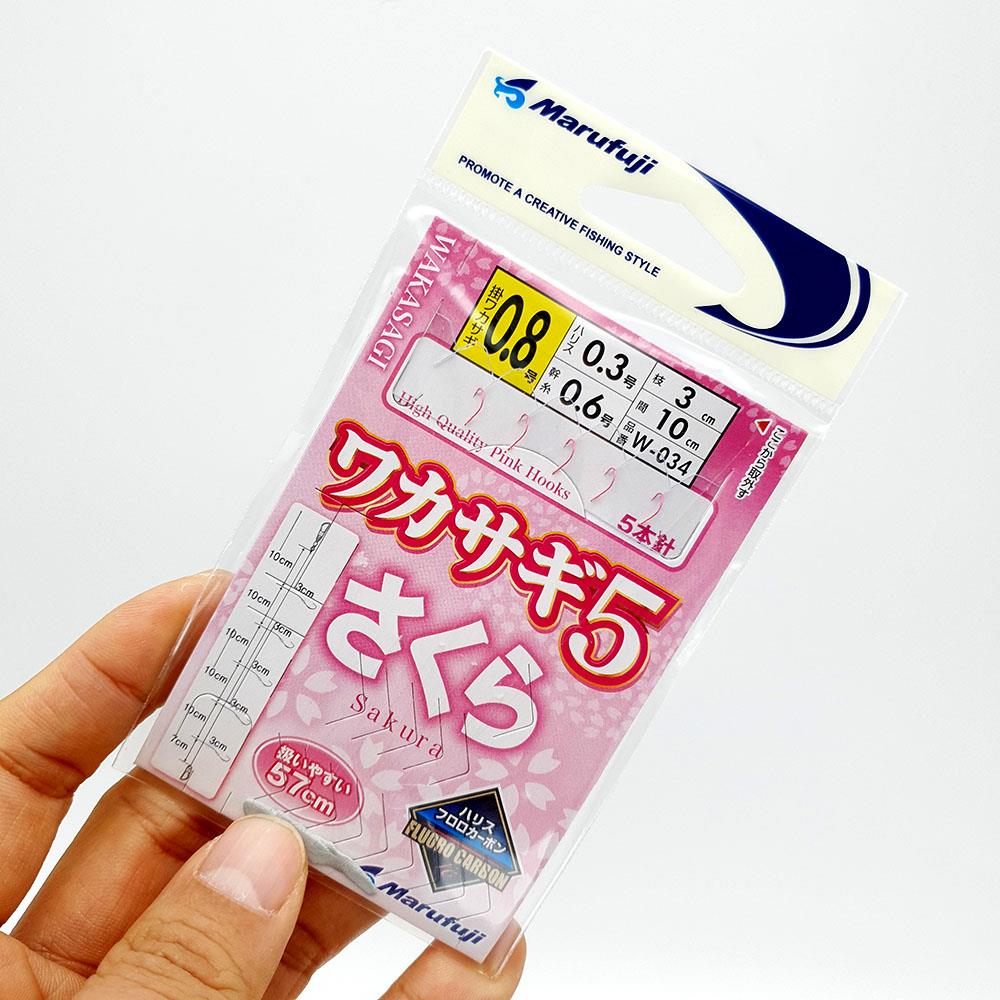 Marufuji
PROMOTE A CREATIVE FISHING STYLE
WAKASAGI
掛ワカサギ 0.8号
ハリス 0.3号
幹糸 0.6号
枝 3cm
間 10cm
品番 W-034
ここから取外す
High Quality Pink Hooks
5本針
ワカサギ5
さくら
Sakura
10cm
3cm
10cm
3cm
10cm
3cm
10cm
3cm
10cm
3cm
7cm
扱いやすい
57cm
ハリス
フロロカーボン
FLUORO CARBON
Marufuji